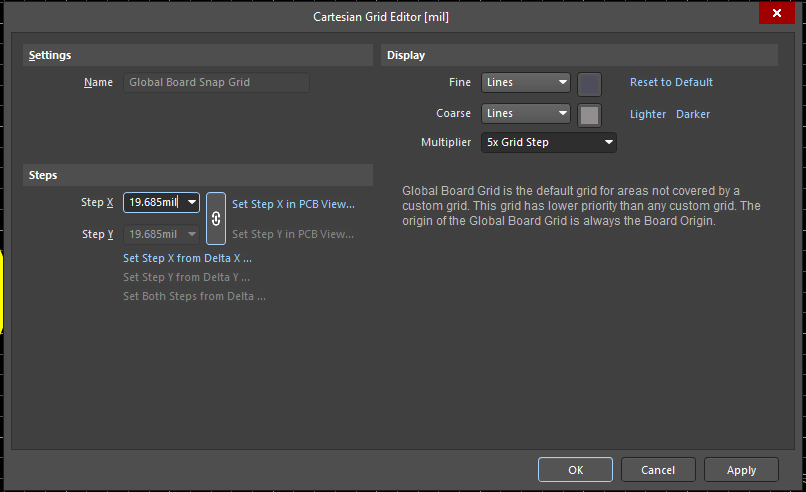 Cartesian Grid Editor [mil]
Settings
Name Global Board Snap Grid
Display
Fine Lines Reset to Default
Coarse Lines Lighter Darker
Multiplier 5x Grid Step
Steps
Step X 19.685mil Set Step X in PCB View...
Step Y 19.685mil Set Step Y in PCB View...
Set Step X from Delta X ...
Set Step Y from Delta Y ...
Set Both Steps from Delta ...
Global Board Grid is the default grid for areas not covered by a
custom grid. This grid has lower priority than any custom grid. The
origin of the Global Board Grid is always the Board Origin.
OK Cancel Apply